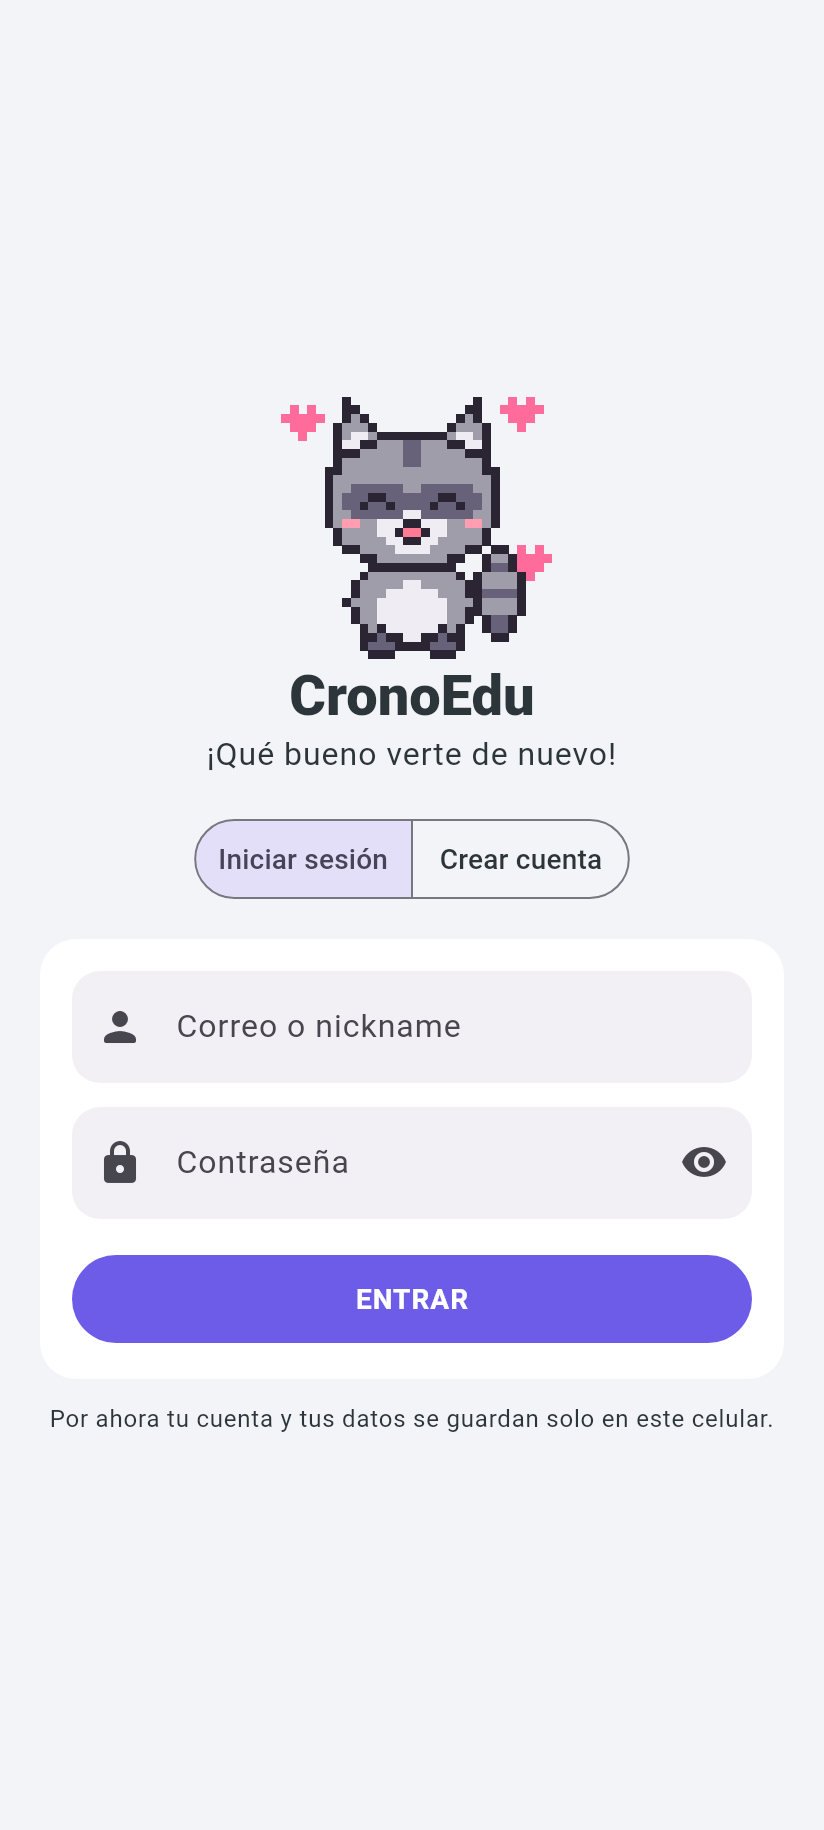 CronoEdu
¡Qué bueno verte de nuevo!
Iniciar sesión
Crear cuenta
Correo o nickname
Contraseña
ENTRAR
Por ahora tu cuenta y tus datos se guardan solo en este celular.